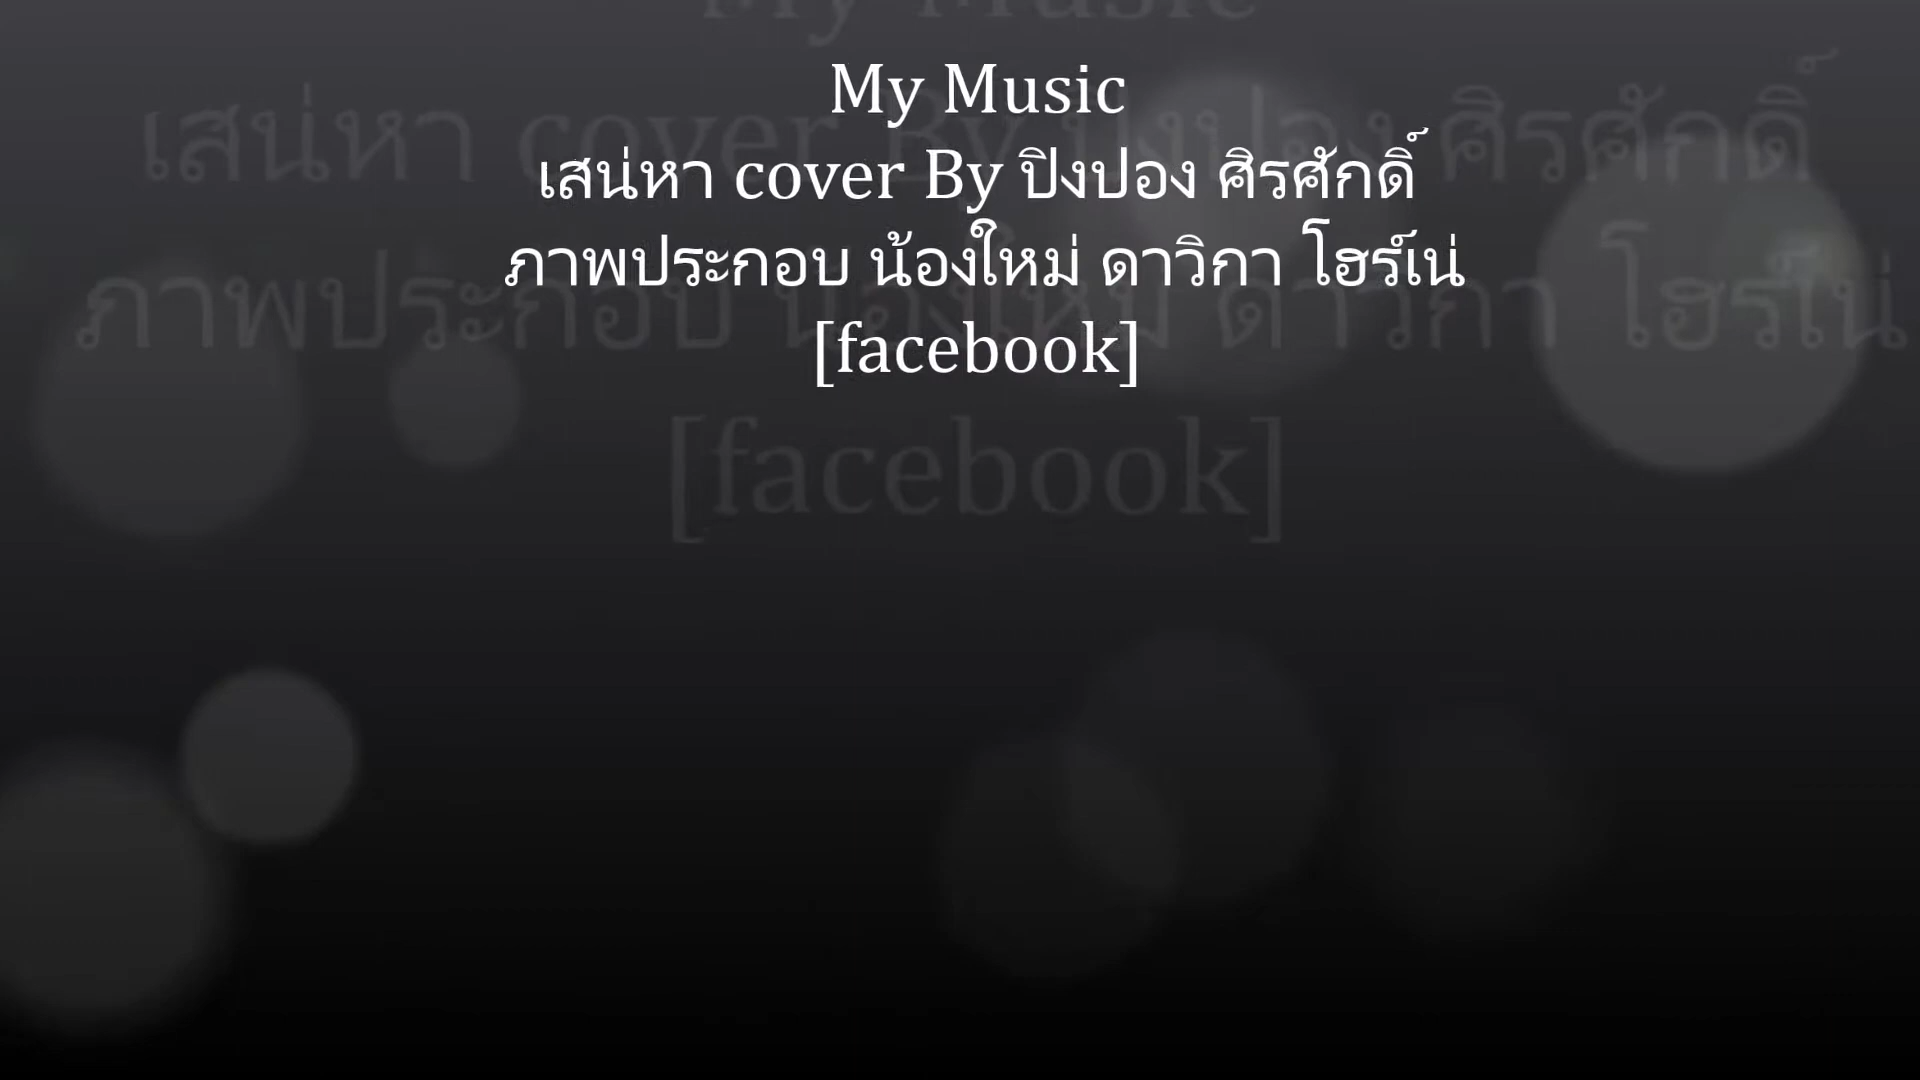 My Music
เสน่หา cover By ปิงปอง ศิรศักดิ์
ภาพประกอบ น้องใหม่ ดาวิกา โฮร์เน่
[facebook]